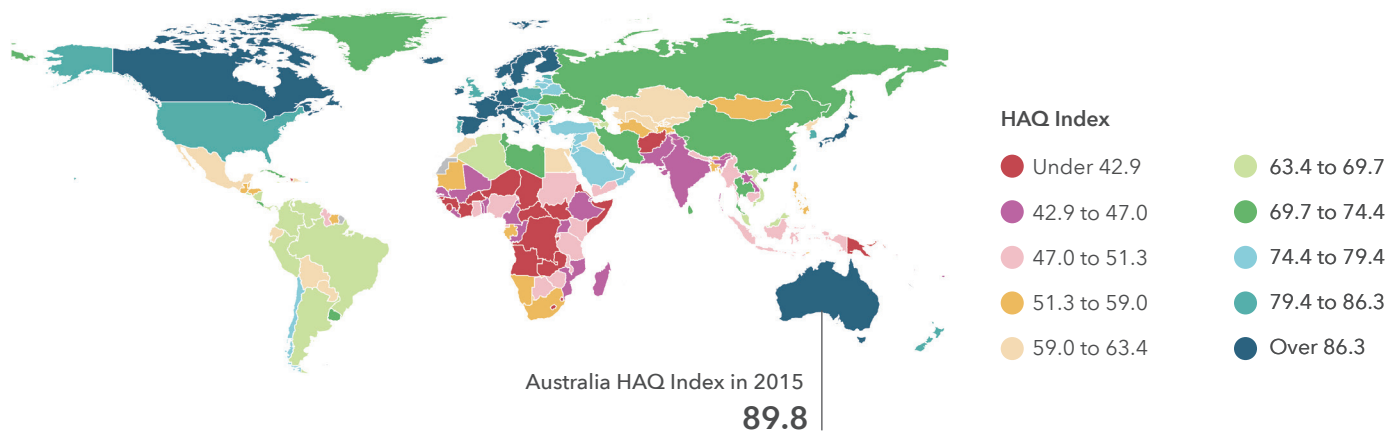 HAQ Index
Under 42.9
42.9 to 47.0
47.0 to 51.3
51.3 to 59.0
59.0 to 63.4
63.4 to 69.7
69.7 to 74.4
74.4 to 79.4
79.4 to 86.3
Over 86.3
Australia HAQ Index in 2015
89.8